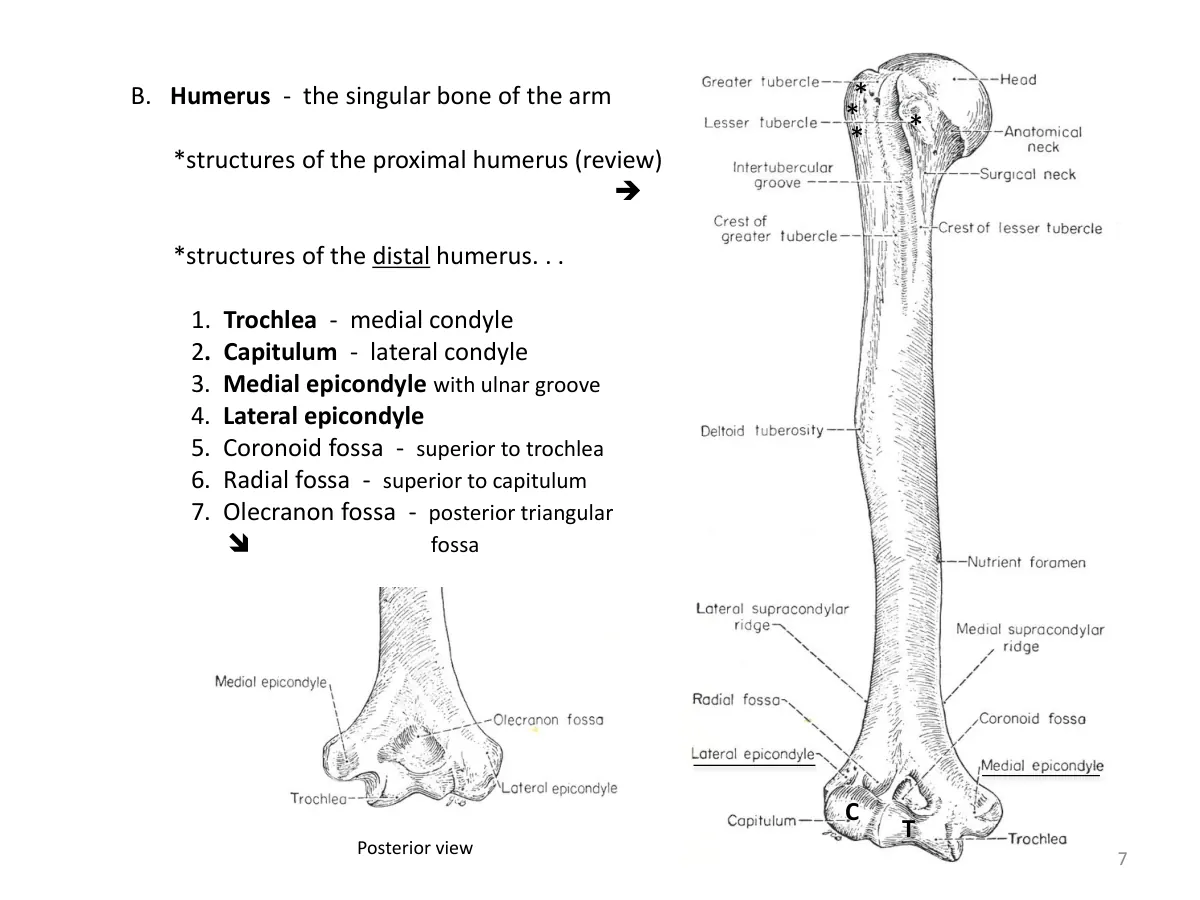 B. Humerus - the singular bone of the arm
*structures of the proximal humerus (review)
➔
*structures of the distal humerus. . .
1. Trochlea - medial condyle
2. Capitulum - lateral condyle
3. Medial epicondyle with ulnar groove
4. Lateral epicondyle
5. Coronoid fossa - superior to trochlea
6. Radial fossa - superior to capitulum
7. Olecranon fossa - posterior triangular
fossa
Medial epicondyle
Olecranon fossa
Trochlea
Lateral epicondyle
Posterior view
Greater tubercle
*
*
*
Head
Lesser tubercle
*
Anatomical
neck
Intertubercular
groove
Surgical neck
Crest of
greater tubercle
Crest of lesser tubercle
Deltoid tuberosity
Nutrient foramen
Lateral supracondylar
ridge
Medial supracondylar
ridge
Radial fossa
Coronoid fossa
Lateral epicondyle
Medial epicondyle
C
T
Capitulum
Trochlea
7